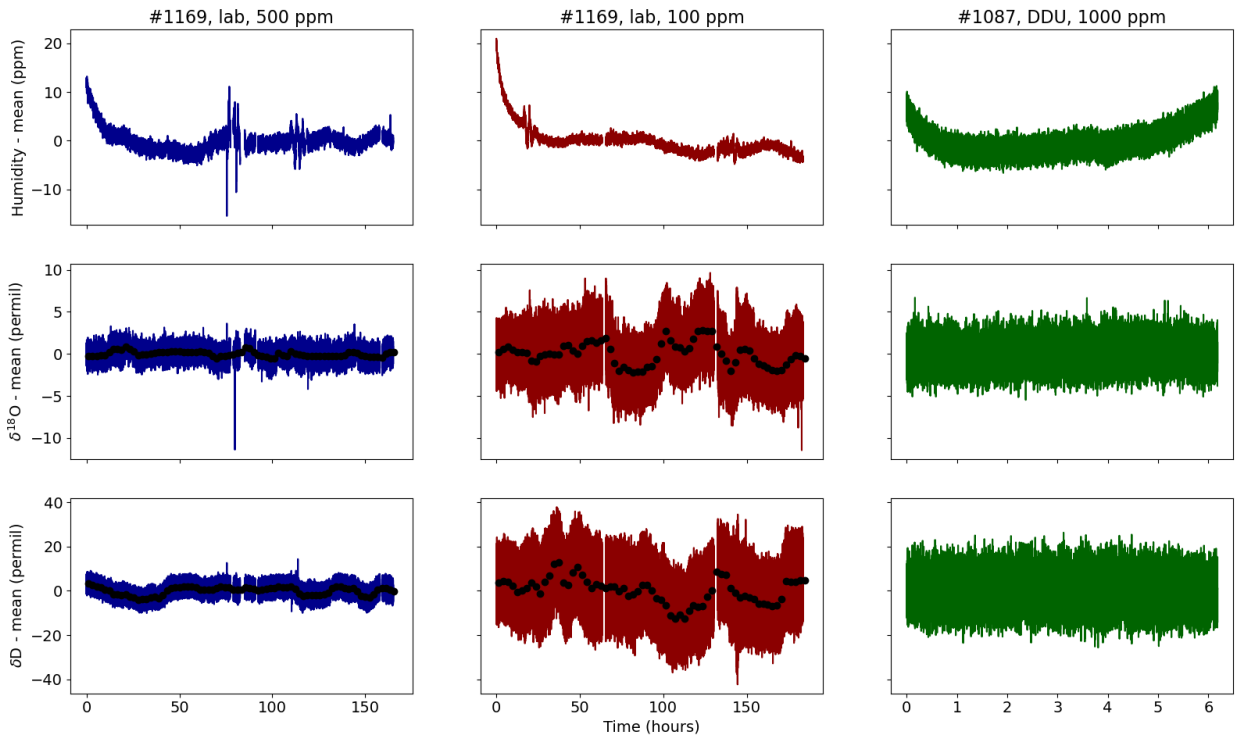 #1169, lab, 500 ppm
#1169, lab, 100 ppm
#1087, DDU, 1000 ppm
Humidity - mean (ppm)
20
10
0
−10
δ¹⁸O - mean (permil)
10
5
0
−5
−10
δD - mean (permil)
40
20
0
−20
−40
0 50 100 150
0 50 100 150
0 1 2 3 4 5 6
Time (hours)